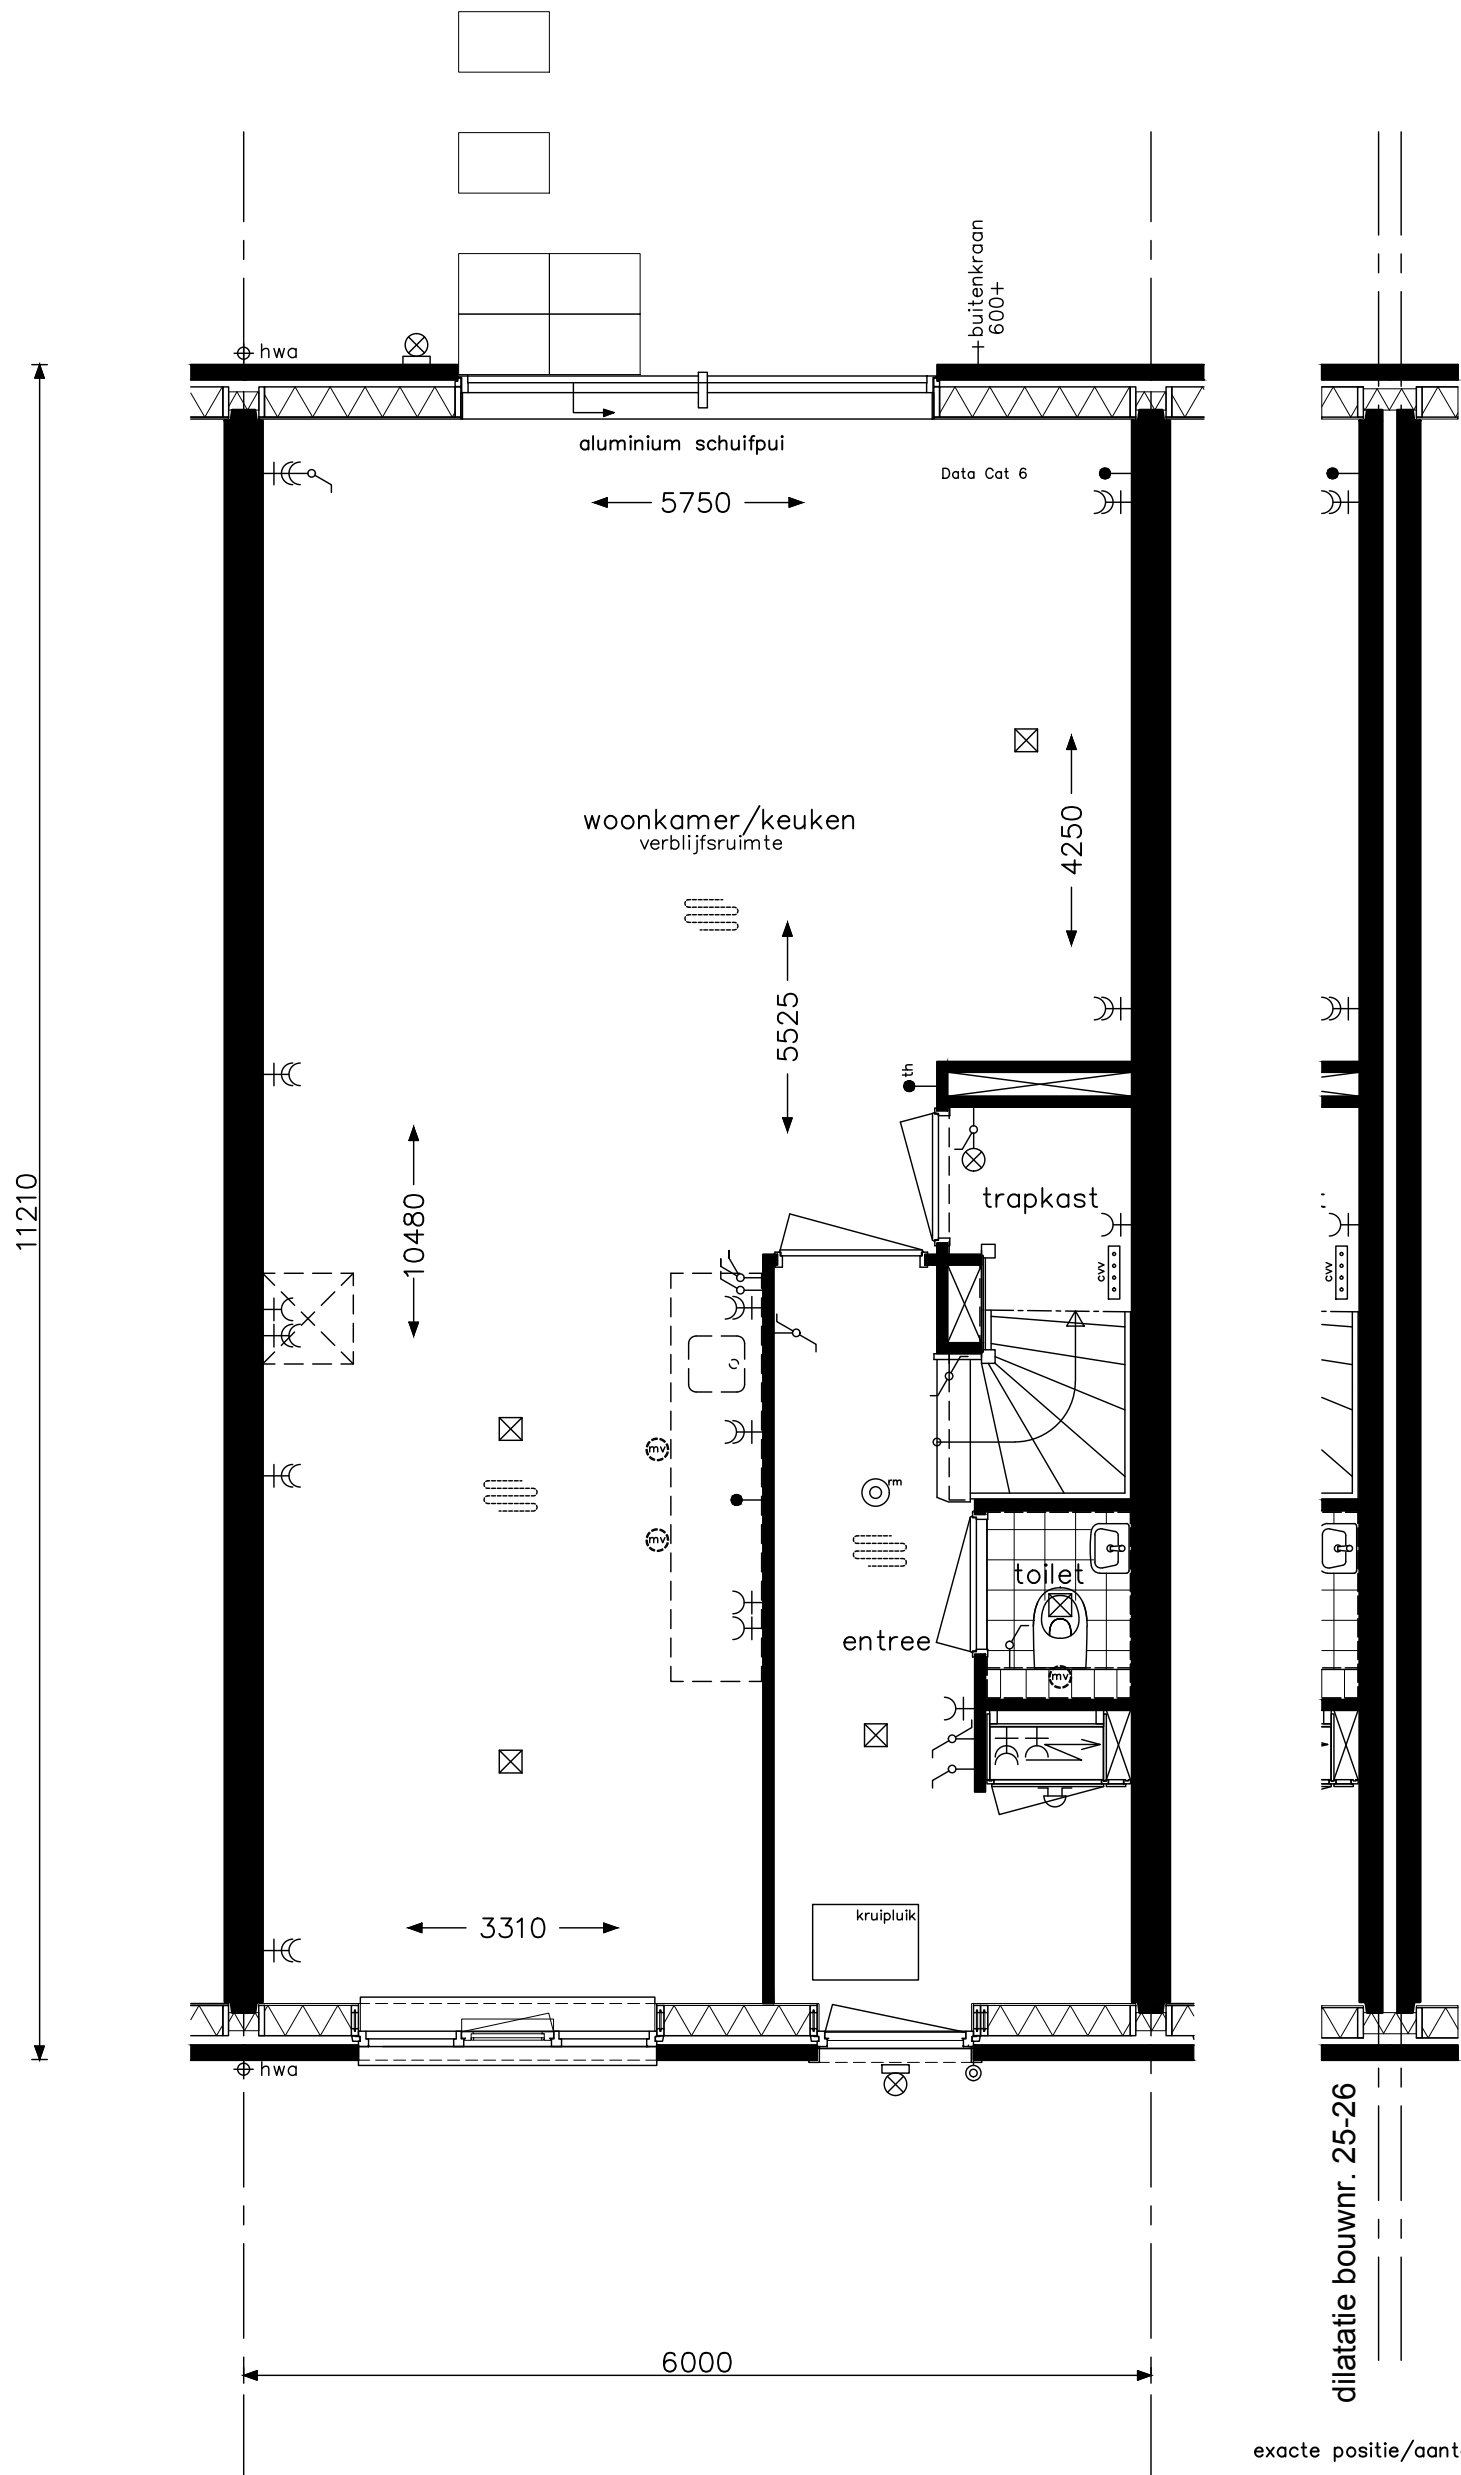 buitenkraan
600+
hwa
aluminium schuifpui
Data Cat 6
5750
woonkamer/keuken
verblijfsruimte
4250
5525
th
11210
10480
trapkast
cvv
cvv
mv
rm
mv
toilet
entree
mv
kruipluik
3310
hwa
dilatatie bouwnr. 25-26
6000
exacte positie/aant